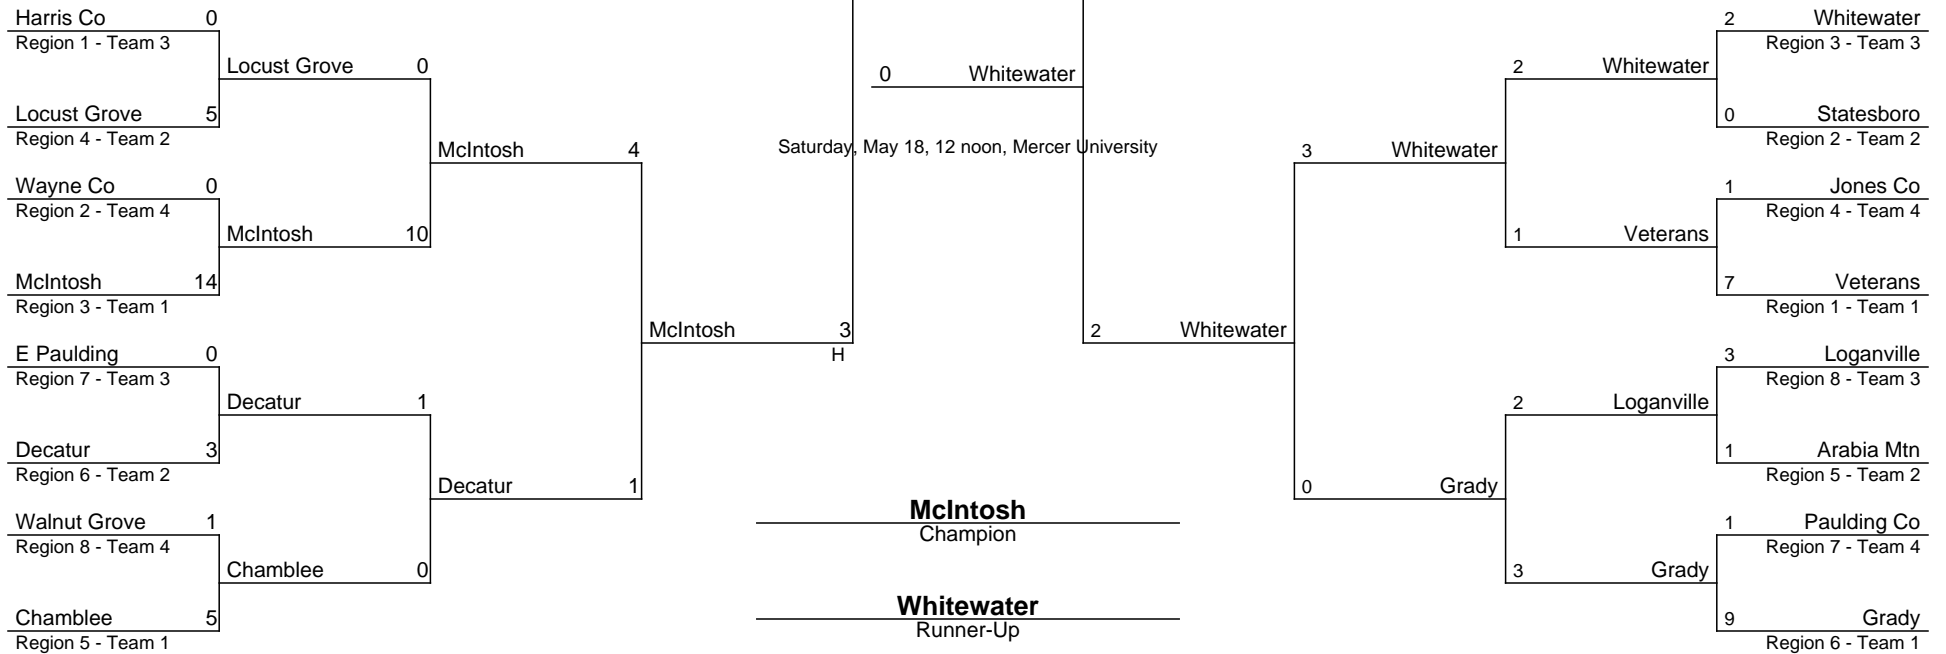 Harris Co 0
Region 1 - Team 3
Locust Grove 0
Locust Grove 5
Region 4 - Team 2
McIntosh 4
Wayne Co 0
Region 2 - Team 4
McIntosh 10
McIntosh 14
Region 3 - Team 1
McIntosh 3
H
E Paulding 0
Region 7 - Team 3
Decatur 1
Decatur 3
Region 6 - Team 2
Decatur 1
Walnut Grove 1
Region 8 - Team 4
Chamblee 0
Chamblee 5
Region 5 - Team 1
0 Whitewater
Saturday, May 18, 12 noon, Mercer University
McIntosh
Champion
Whitewater
Runner-Up
2 Whitewater
Region 3 - Team 3
2 Whitewater
0 Statesboro
Region 2 - Team 2
3 Whitewater
1 Jones Co
Region 4 - Team 4
1 Veterans
7 Veterans
Region 1 - Team 1
2 Whitewater
3 Loganville
Region 8 - Team 3
2 Loganville
1 Arabia Mtn
Region 5 - Team 2
0 Grady
1 Paulding Co
Region 7 - Team 4
3 Grady
9 Grady
Region 6 - Team 1